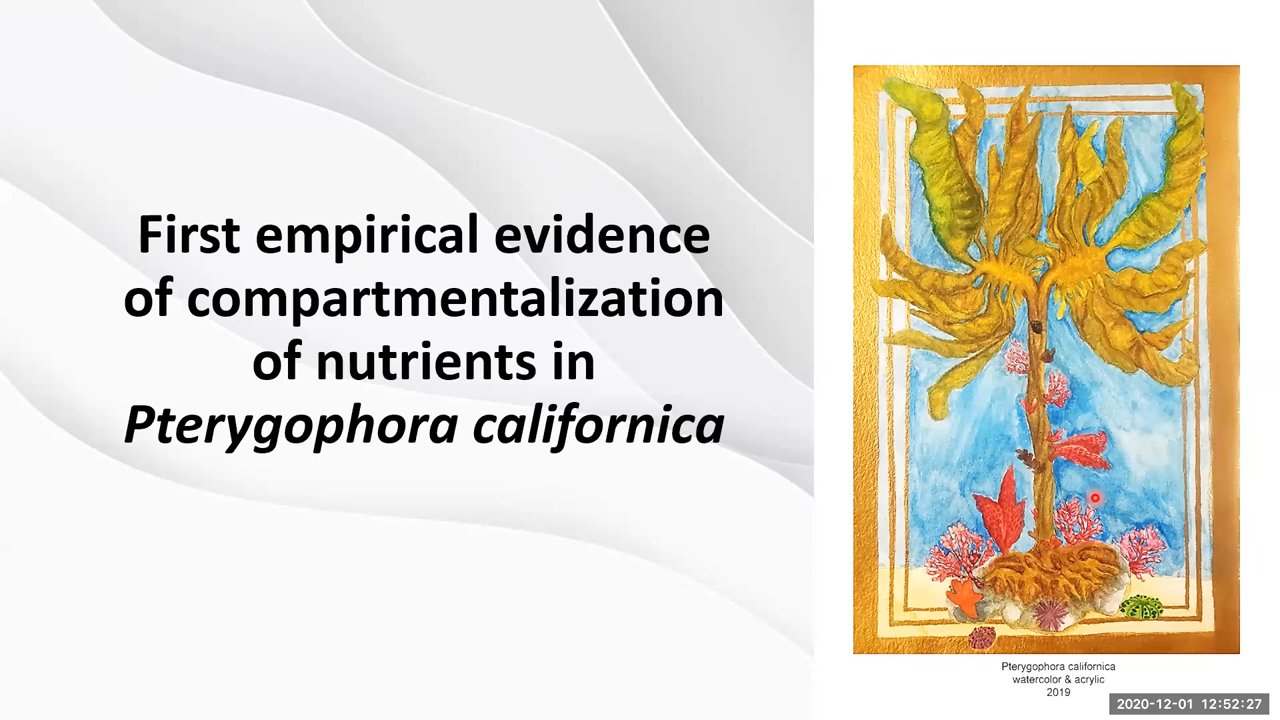 First empirical evidence
of compartmentalization
of nutrients in
Pterygophora californica
Pterygophora californica
watercolor & acrylic
2019
2020-12-01 12:52:27